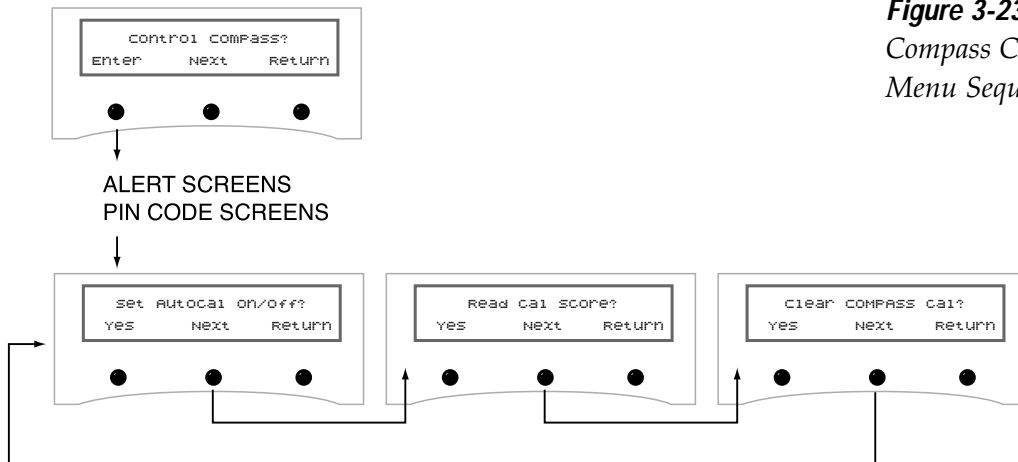 Figure 3-23
Compass C
Menu Sequ
Control Compass?
Enter Next Return
ALERT SCREENS
PIN CODE SCREENS
Set Autocal On/Off?
Yes Next Return
Read Cal Score?
Yes Next Return
Clear COMPASS Cal?
Yes Next Return